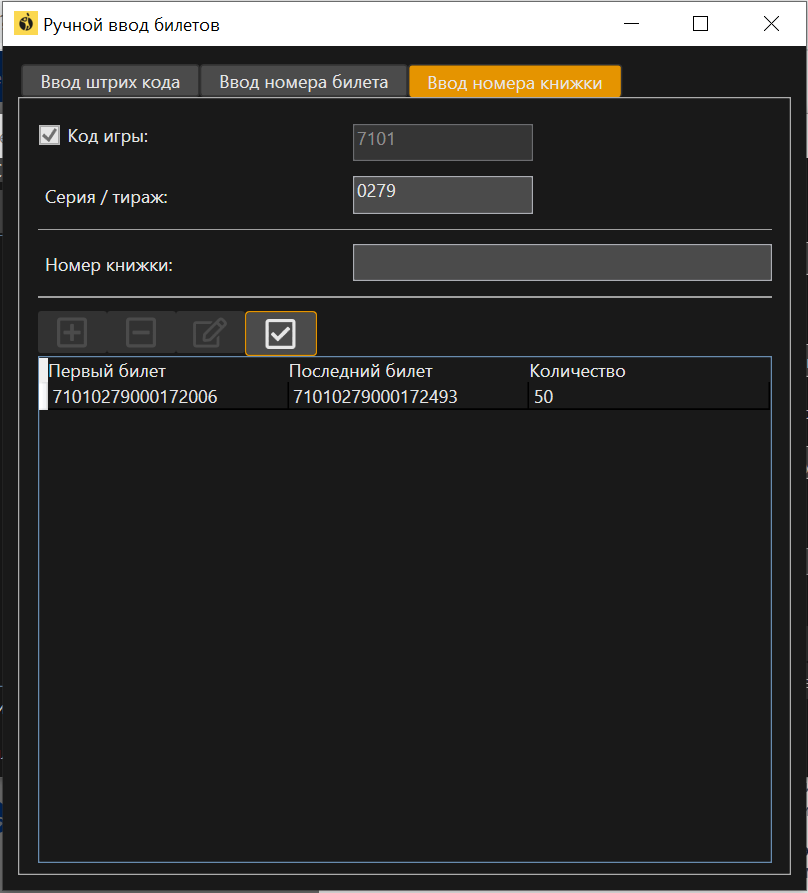 Ручной ввод билетов
Ввод штрих кода Ввод номера билета Ввод номера книжки
Код игры: 7101
Серия / тираж: 0279
Номер книжки:
Первый билет Последний билет Количество
71010279000172006 71010279000172493 50